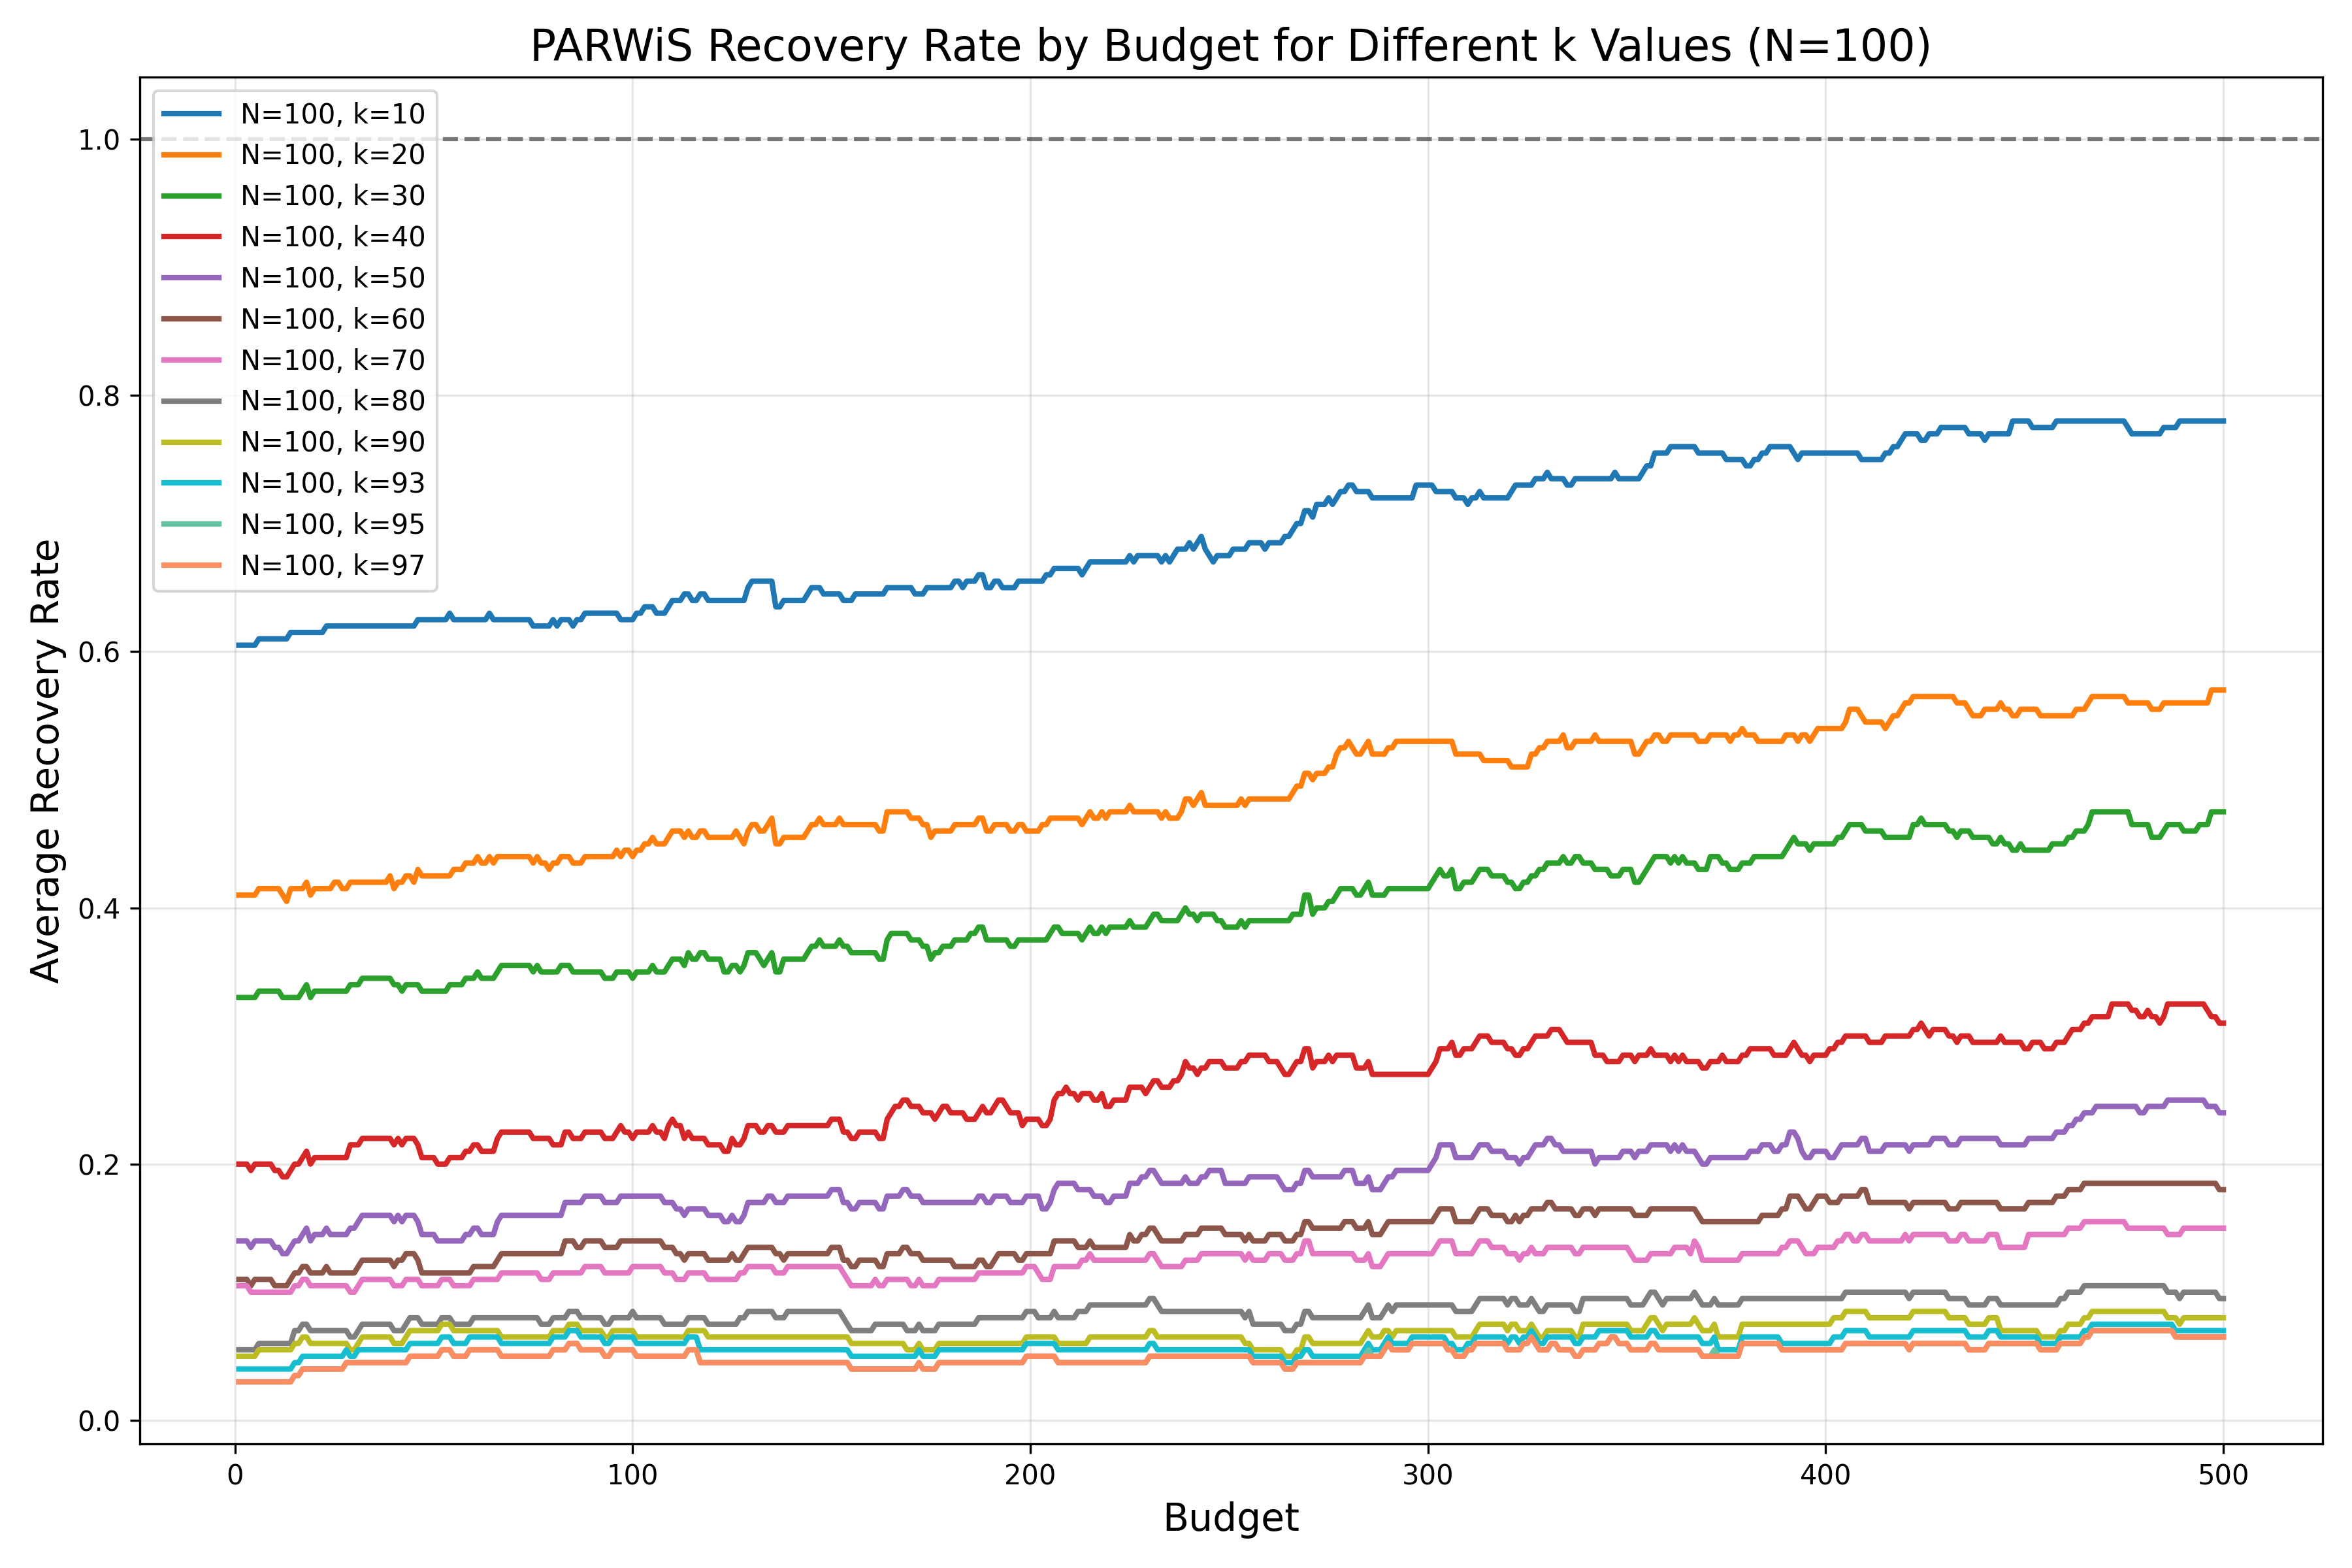 PARWiS Recovery Rate by Budget for Different k Values (N=100)
N=100, k=10
N=100, k=20
N=100, k=30
N=100, k=40
N=100, k=50
N=100, k=60
N=100, k=70
N=100, k=80
N=100, k=90
N=100, k=93
N=100, k=95
N=100, k=97
Average Recovery Rate
1.0
0.8
0.6
0.4
0.2
0.0
0
100
200
300
400
500
Budget